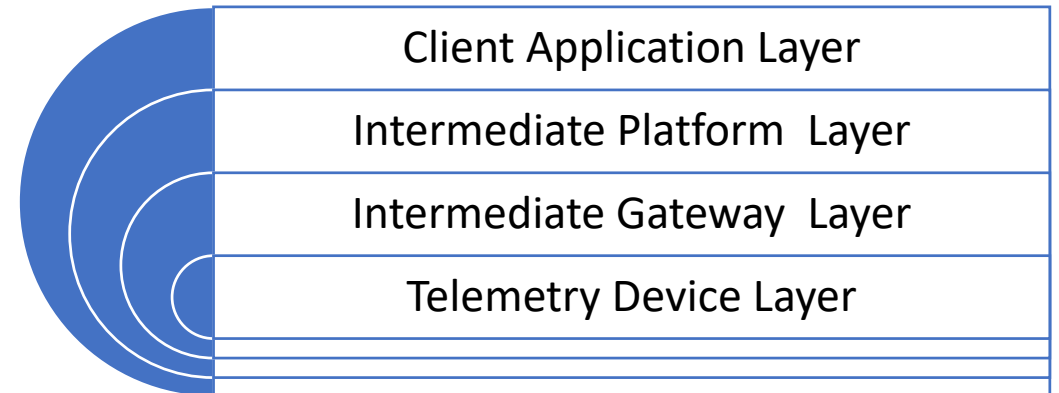 Client Application Layer
Intermediate Platform  Layer
Intermediate Gateway  Layer
Telemetry Device Layer